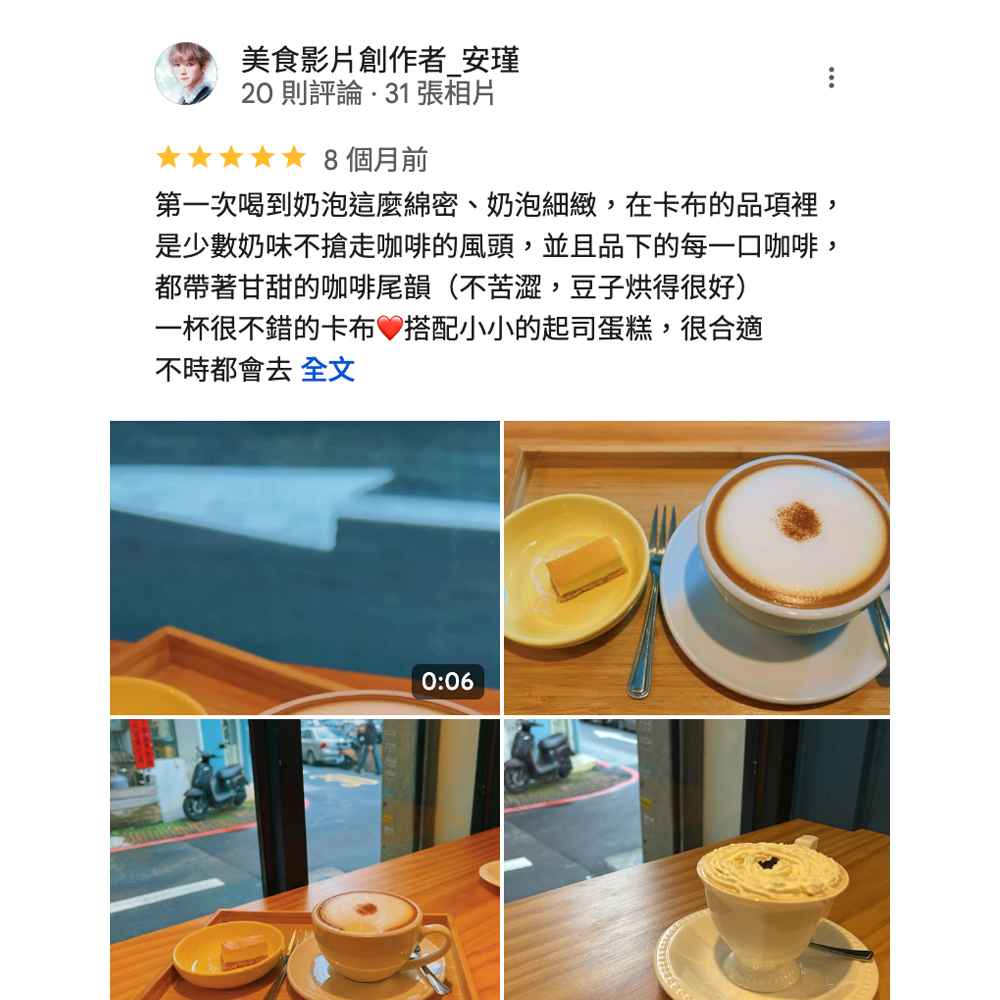 美食影片創作者_安瑾
20 則評論 · 31 張相片
8 個月前
第一次喝到奶泡這麼綿密、奶泡細緻，在卡布的品項裡，
是少數奶味不搶走咖啡的風頭，並且品下的每一口咖啡，
都帶著甘甜的咖啡尾韻（不苦澀，豆子烘得很好）
一杯很不錯的卡布❤️搭配小小的起司蛋糕，很合適
不時都會去 全文
0:06